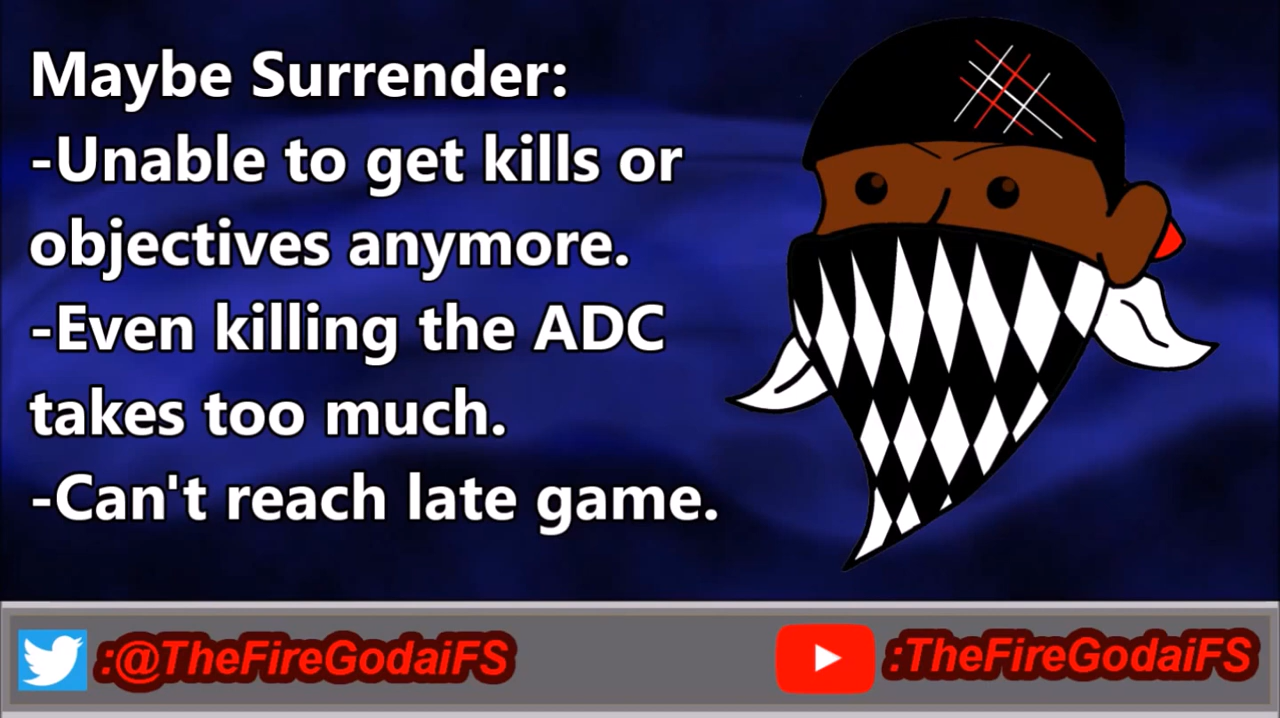 Maybe Surrender:
-Unable to get kills or
objectives anymore.
-Even killing the ADC
takes too much.
-Can't reach late game.
:@TheFireGodaiFS
:TheFireGodaiFS